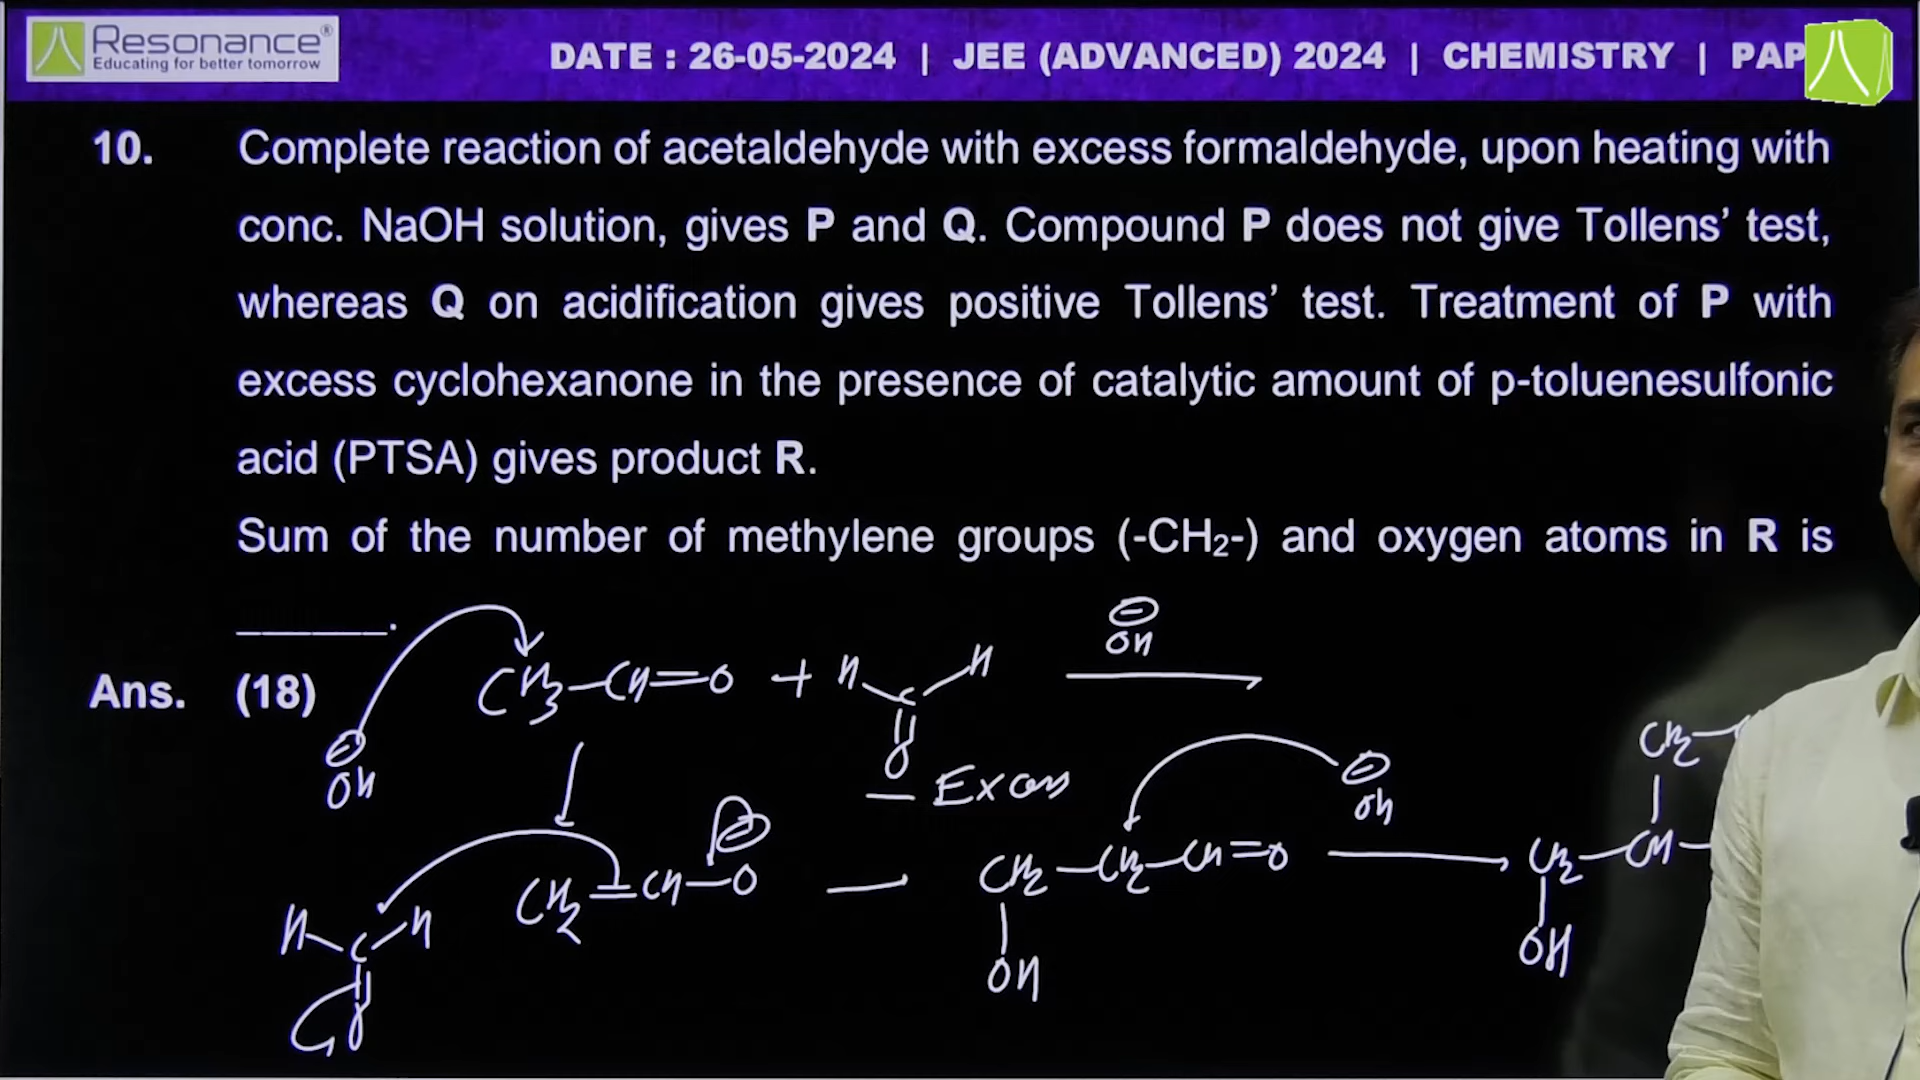 Resonance®
Educating for better tomorrow
DATE : 26-05-2024 | JEE (ADVANCED) 2024 | CHEMISTRY | PAP
10. Complete reaction of acetaldehyde with excess formaldehyde, upon heating with
conc. NaOH solution, gives P and Q. Compound P does not give Tollens’ test,
whereas Q on acidification gives positive Tollens’ test. Treatment of P with
excess cyclohexanone in the presence of catalytic amount of p-toluenesulfonic
acid (PTSA) gives product R.
Sum of the number of methylene groups (-CH₂-) and oxygen atoms in R is
______.
Ans. (18)
⊖
OH
CH₃—CH=O + H C H
O
⊖
OH
— Excess
⊖
OH
CH₂=CH—O ⊖
H C H
O
CH₂—CH₂—CH=O
OH
⊖
OH
CH₂—
CH₂—CH—
OH